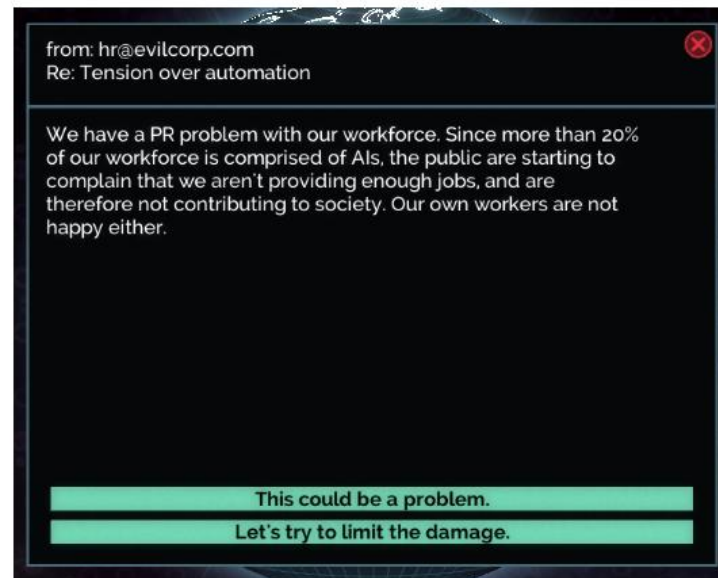 from: hr@evilcorp.com
Re: Tension over automation
We have a PR problem with our workforce. Since more than 20%
of our workforce is comprised of AIs, the public are starting to
complain that we aren't providing enough jobs, and are
therefore not contributing to society. Our own workers are not
happy either.
This could be a problem.
Let's try to limit the damage.